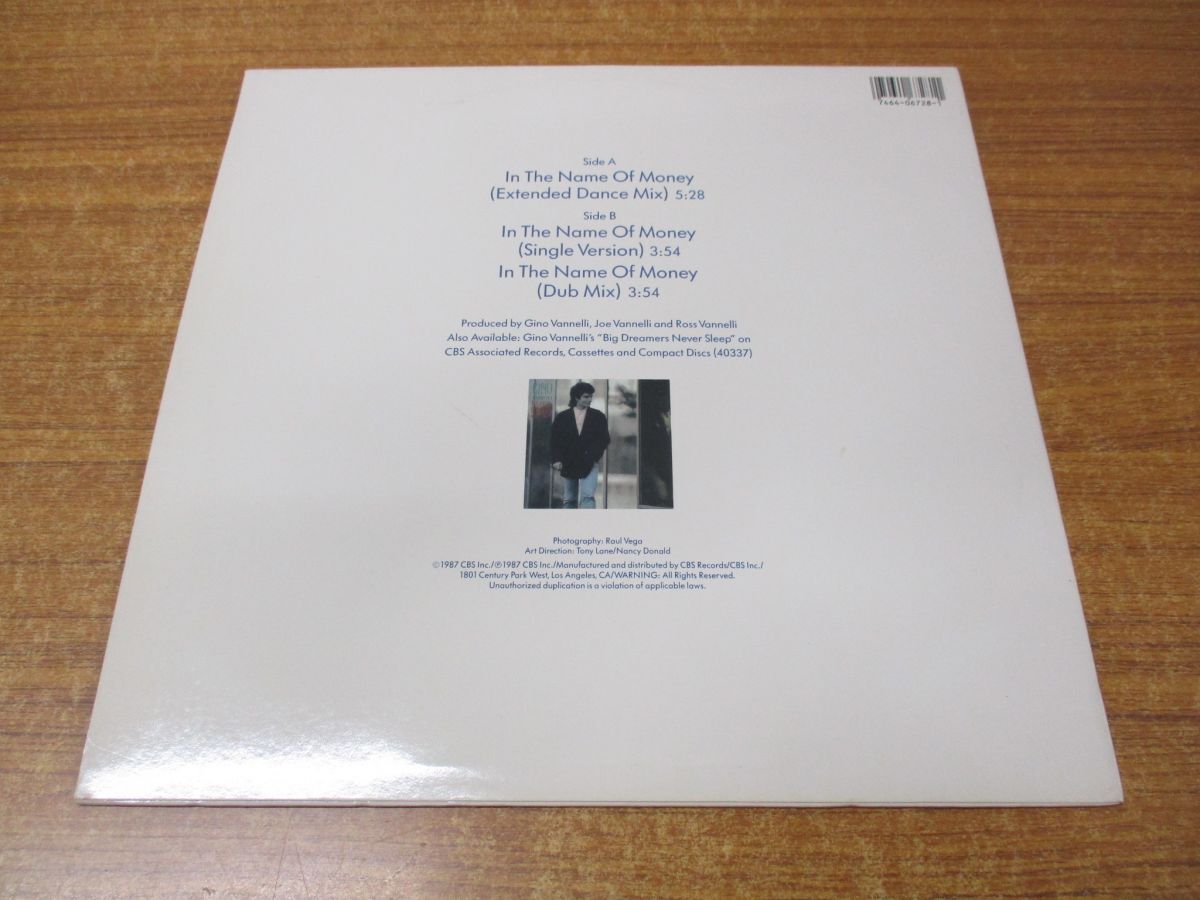 7464-06728-1
Side A
In The Name Of Money
(Extended Dance Mix) 5:28
Side B
In The Name Of Money
(Single Version) 3:54
In The Name Of Money
(Dub Mix) 3:54
Produced by Gino Vannelli, Joe Vannelli and Ross Vannelli
Also Available: Gino Vannelli's "Big Dreamers Never Sleep" on
CBS Associated Records, Cassettes and Compact Discs (40337)
Photography: Raul Vega
Art Direction: Tony Lane/Nancy Donald
©1987 CBS Inc./℗1987 CBS Inc./Manufactured and distributed by CBS Records/CBS Inc./
1801 Century Park West, Los Angeles, CA/WARNING: All Rights Reserved.
Unauthorized duplication is a violation of applicable laws.